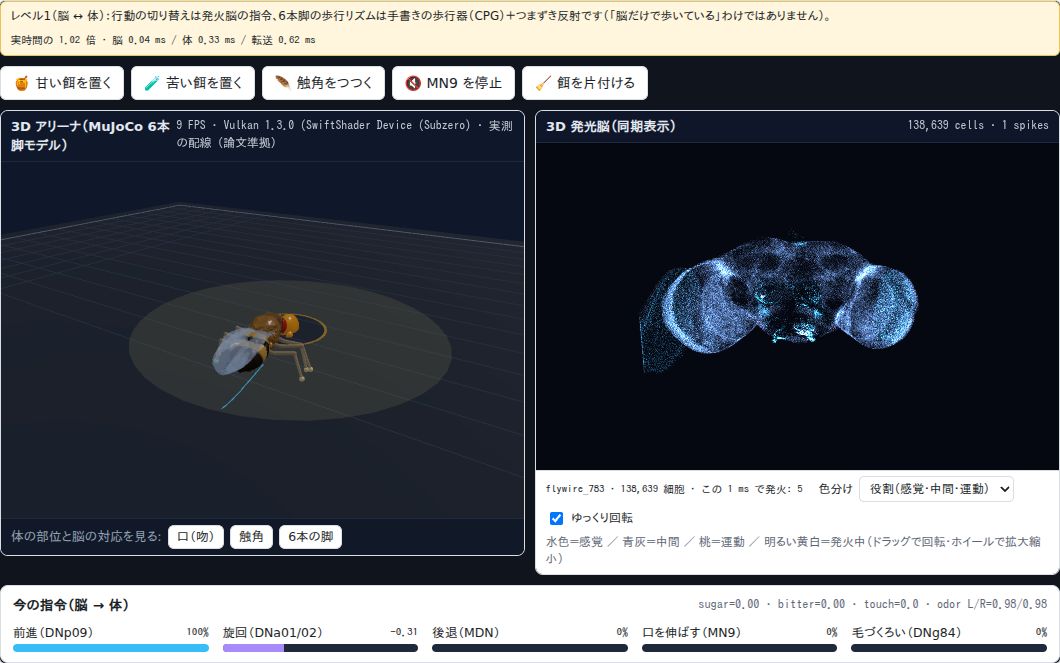 レベル1(脳 ↔ 体):行動の切り替えは発火脳の指令、6本脚の歩行リズムは手書きの歩行器(CPG)+つまずき反射です(「脳だけで歩いている」わけではありません)。
実時間の 1.02 倍 · 脳 0.04 ms / 体 0.33 ms / 転送 0.62 ms
🍯 甘い餌を置く
🧪 苦い餌を置く
🪶 触角をつつく
🔇 MN9 を停止
🧹 餌を片付ける
3D アリーナ(MuJoCo 6本
脚モデル)
9 FPS · Vulkan 1.3.0 (SwiftShader Device (Subzero) · 実測
の配線 (論文準拠)
3D 発光脳(同期表示)
138,639 cells · 1 spikes
体の部位と脳の対応を見る:
口(吻)
触角
6本の脚
flywire_783 · 138,639 細胞 · この 1 ms で発火: 5
色分け
役割(感覚·中間·運動)
ゆっくり回転
水色=感覚 ／ 青灰=中間 ／ 桃=運動 ／ 明るい黄白=発火中(ドラッグで回転·ホイールで拡大縮
小)
今の指令(脳 → 体)
sugar=0.00 · bitter=0.00 · touch=0.0 · odor L/R=0.98/0.98
前進(DNp09)
100%
旋回(DNa01/02)
-0.31
後退(MDN)
0%
口を伸ばす(MN9)
0%
毛づくろい(DNg84)
0%